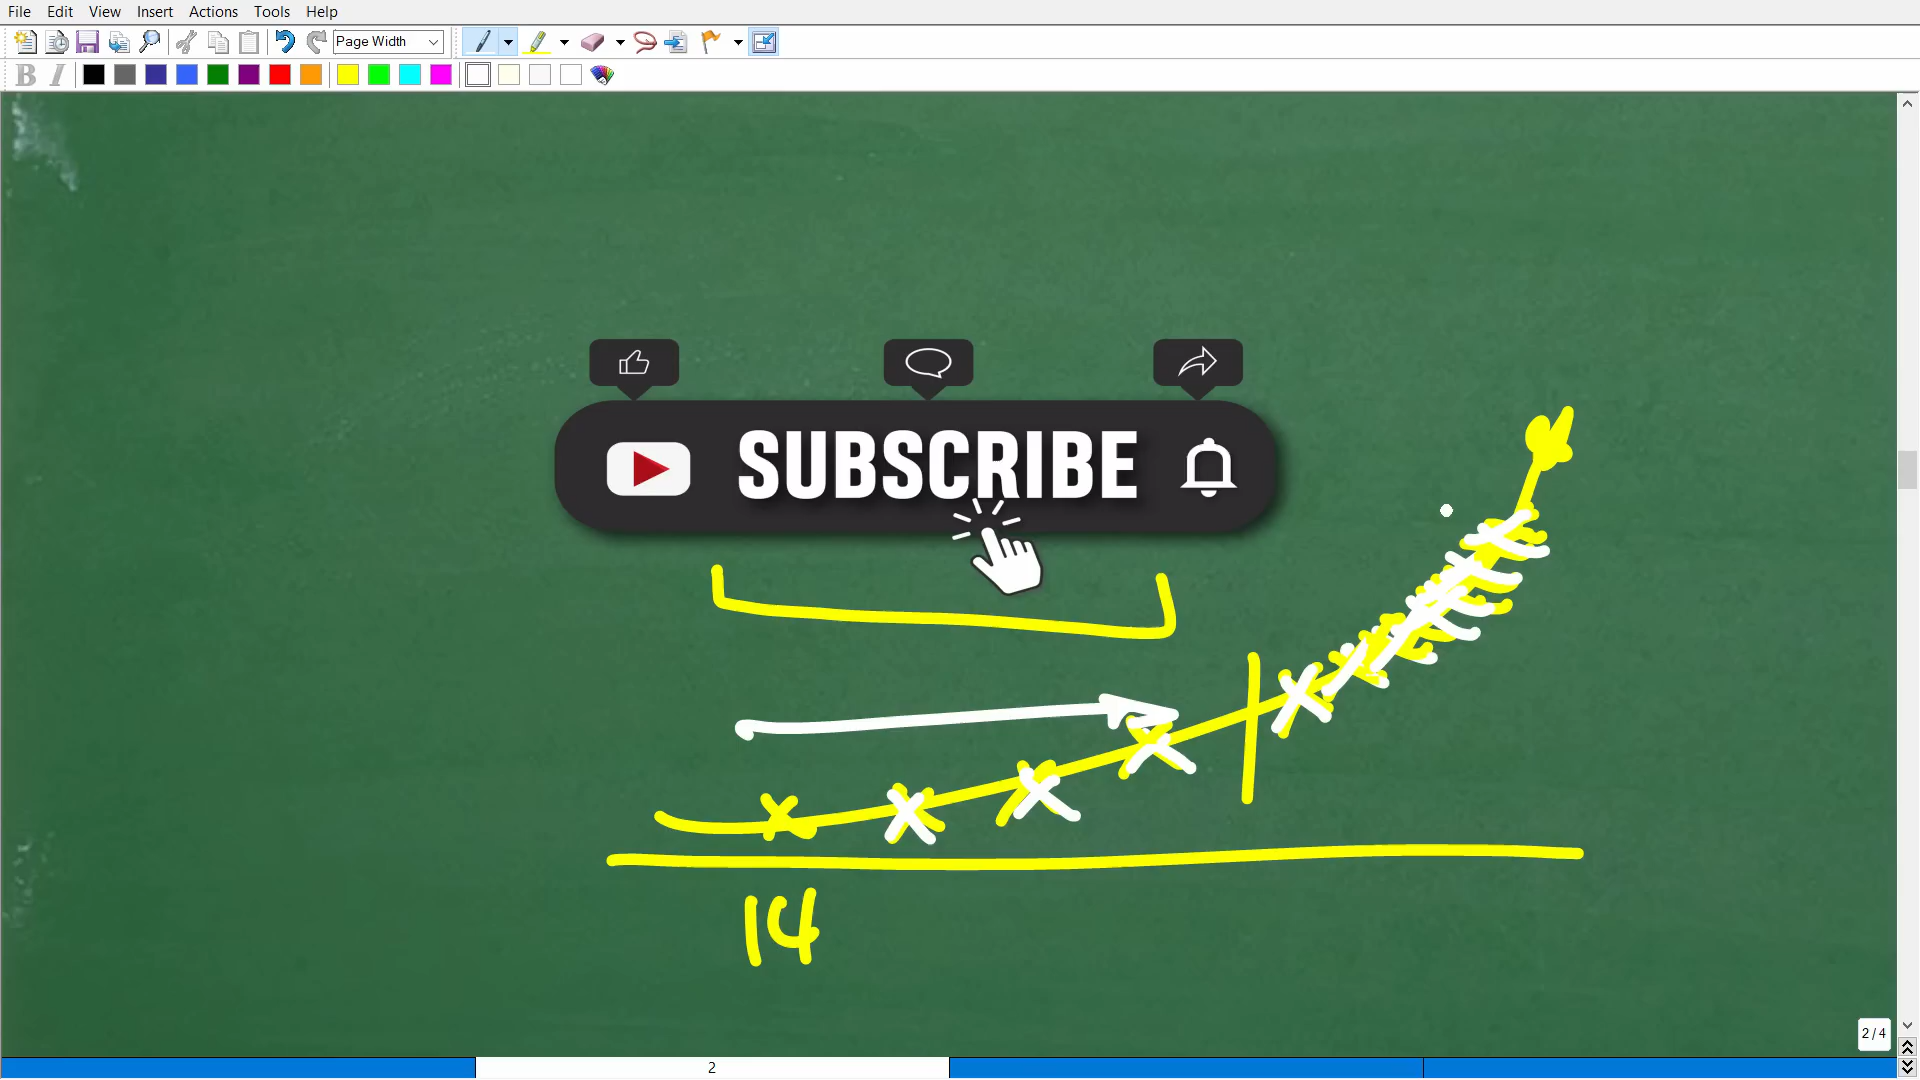 File Edit View Insert Actions Tools Help
Page Width
B I
SUBSCRIBE
14
2 / 4
2